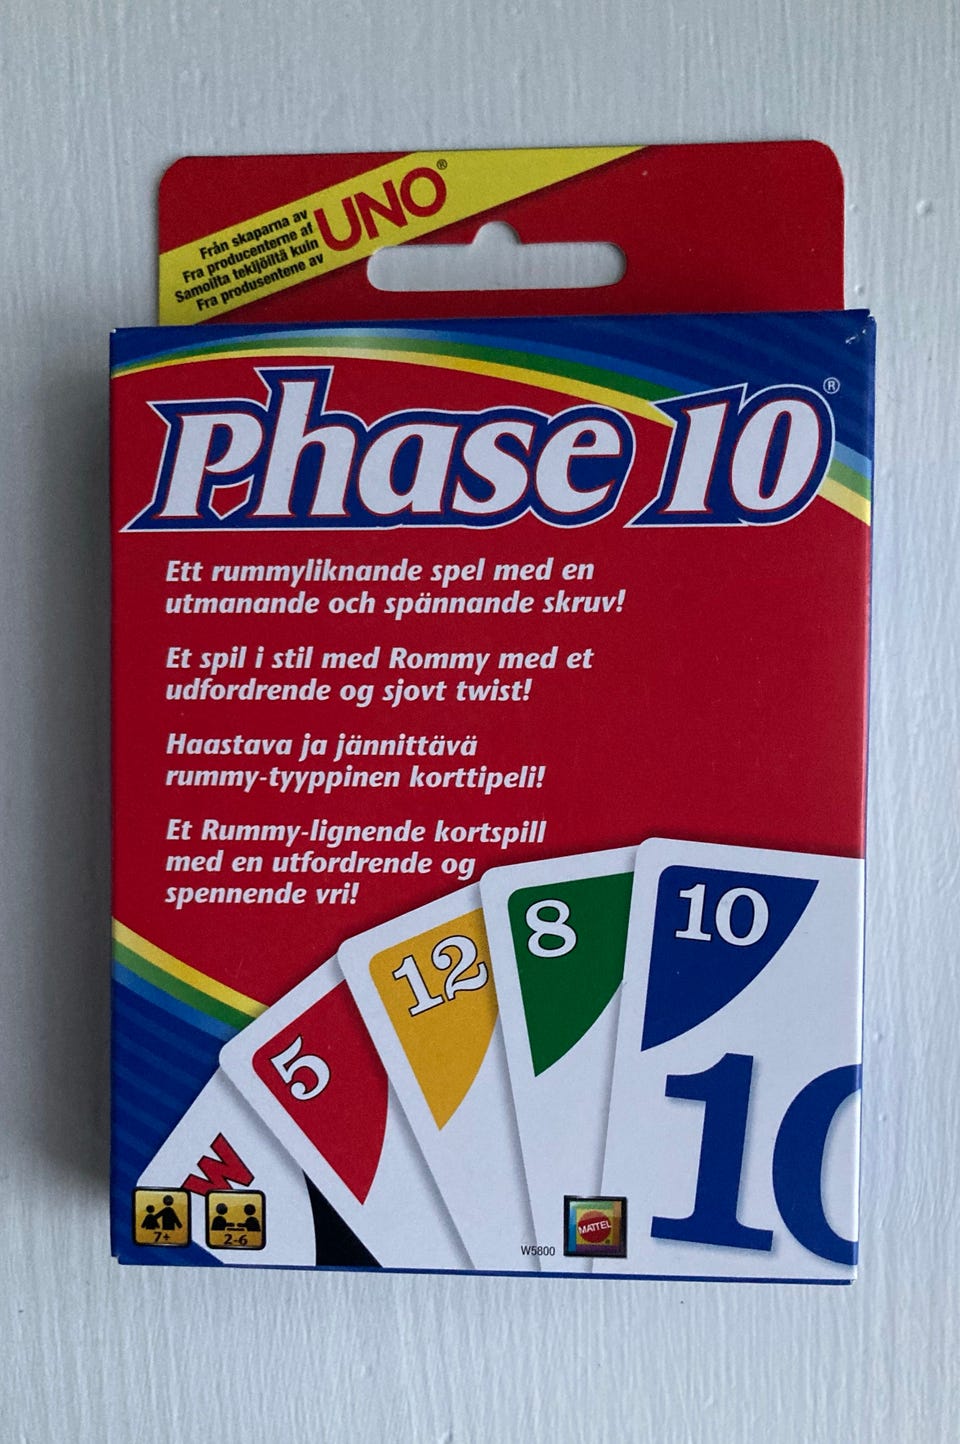 Från skaparna av
Fra producenterne af
Samoilta tekijöiltä kuin
Fra produsentene av
UNO®
Phase 10®
Ett rummyliknande spel med en
utmanande och spännande skruv!
Et spil i stil med Rommy med et
udfordrende og sjovt twist!
Haastava ja jännittävä
rummy-tyyppinen korttipeli!
Et Rummy-lignende kortspill
med en utfordrende og
spennende vri!
W
5
12
8
10
10
7+
2-6
W5800
MATTEL